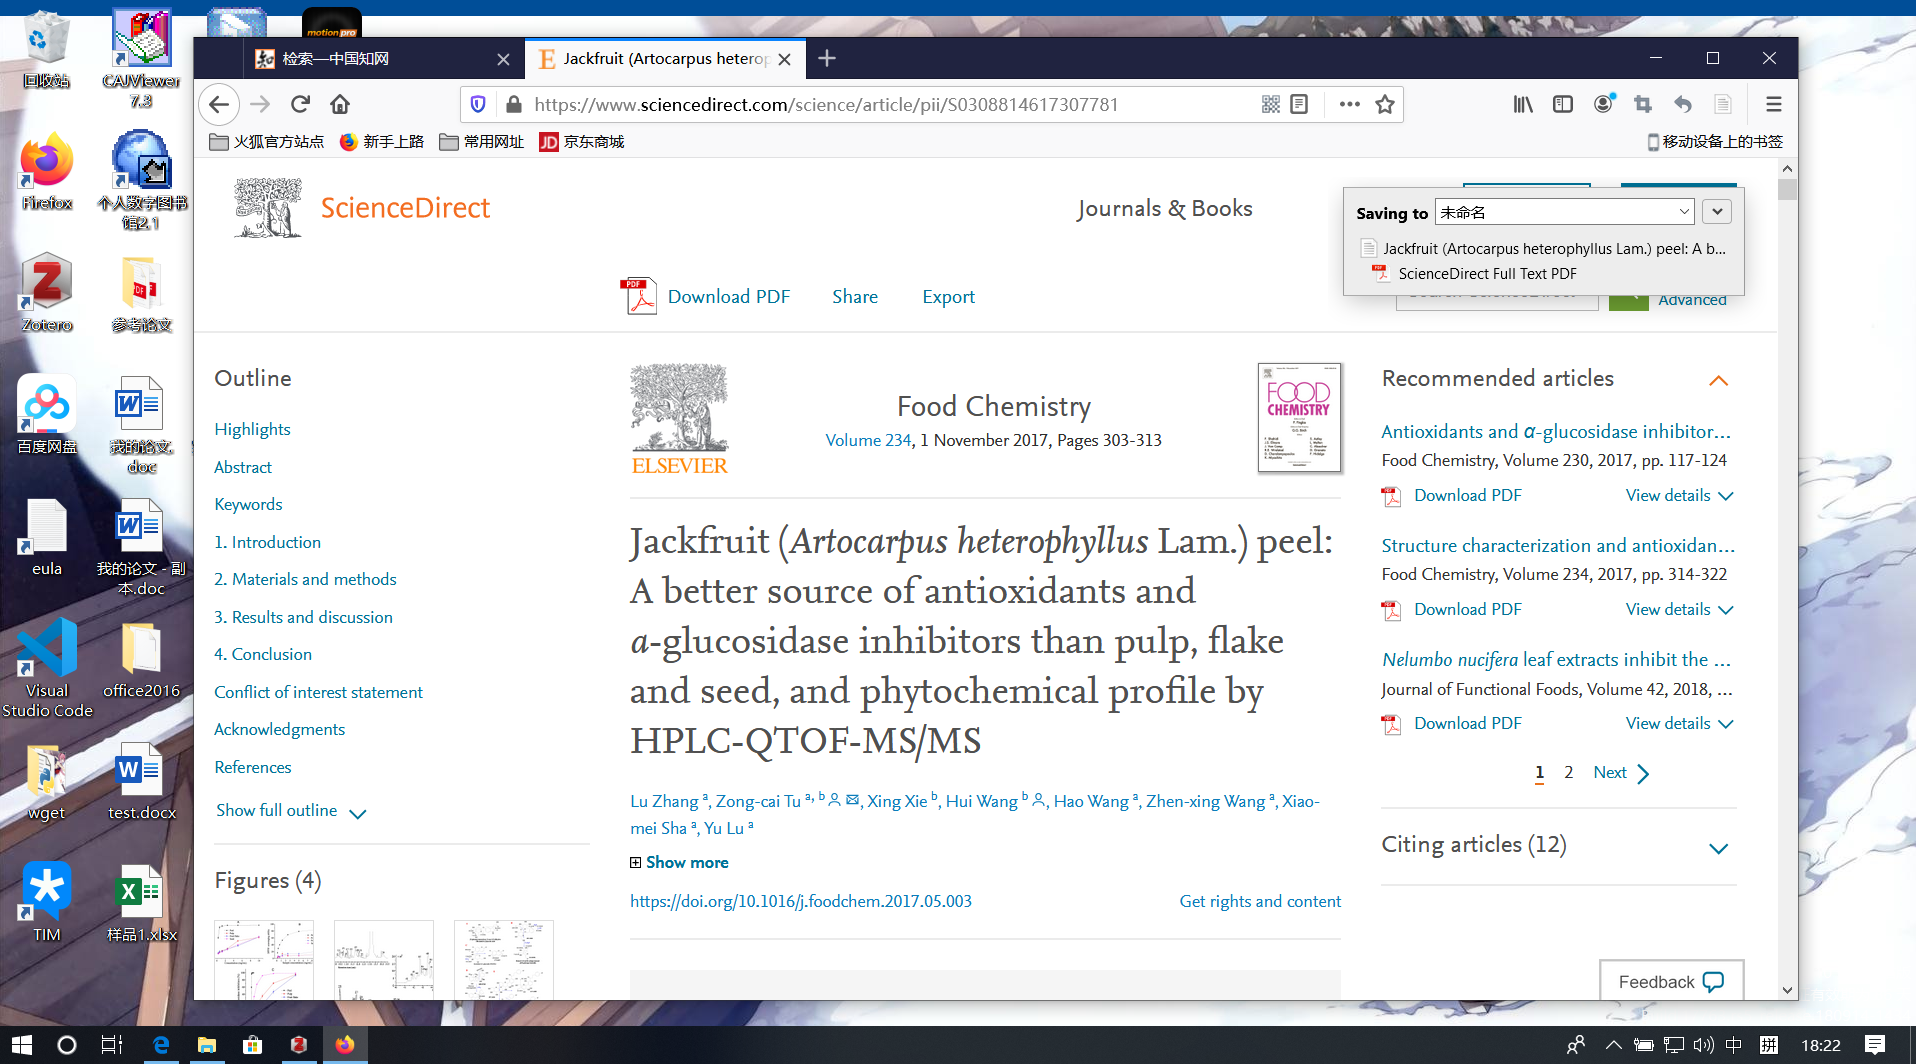 回收站
CAJViewer
7.3
Firefox
个人数字图书
馆2.1
Zotero
参考论文
百度网盘
我的论文.
doc
eula
我的论文 - 副
本.doc
Visual
Studio Code
office2016
wget
test.docx
TIM
样品1.xlsx
motion pro
检索—中国知网
Jackfruit (Artocarpus heterop
https://www.sciencedirect.com/science/article/pii/S0308814617307781
火狐官方站点
新手上路
常用网址
JD 京东商城
移动设备上的书签
ScienceDirect
Journals & Books
Saving to 未命名
Jackfruit (Artocarpus heterophyllus Lam.) peel: A b...
ScienceDirect Full Text PDF
Advanced
PDF Download PDF
Share
Export
Outline
Highlights
Abstract
Keywords
1. Introduction
2. Materials and methods
3. Results and discussion
4. Conclusion
Conflict of interest statement
Acknowledgments
References
Show full outline
Figures (4)
ELSEVIER
Food Chemistry
Volume 234, 1 November 2017, Pages 303-313
FOOD
CHEMISTRY
Jackfruit (Artocarpus heterophyllus Lam.) peel:
A better source of antioxidants and
α-glucosidase inhibitors than pulp, flake
and seed, and phytochemical profile by
HPLC-QTOF-MS/MS
Lu Zhang a, Zong-cai Tu a, b, Xing Xie b, Hui Wang b, Hao Wang a, Zhen-xing Wang a, Xiao-
mei Sha a, Yu Lu a
Show more
https://doi.org/10.1016/j.foodchem.2017.05.003
Get rights and content
Recommended articles
Antioxidants and α-glucosidase inhibitor...
Food Chemistry, Volume 230, 2017, pp. 117-124
Download PDF
View details
Structure characterization and antioxidan...
Food Chemistry, Volume 234, 2017, pp. 314-322
Download PDF
View details
Nelumbo nucifera leaf extracts inhibit the ...
Journal of Functional Foods, Volume 42, 2018, ...
Download PDF
View details
1 2 Next
Citing articles (12)
Feedback
中
拼
18:22